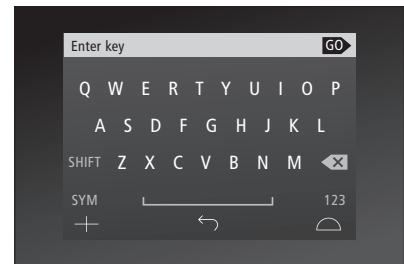 Enter key GO
Q W E R T Y U I O P
A S D F G H J K L
SHIFT Z X C V B N M
SYM 123